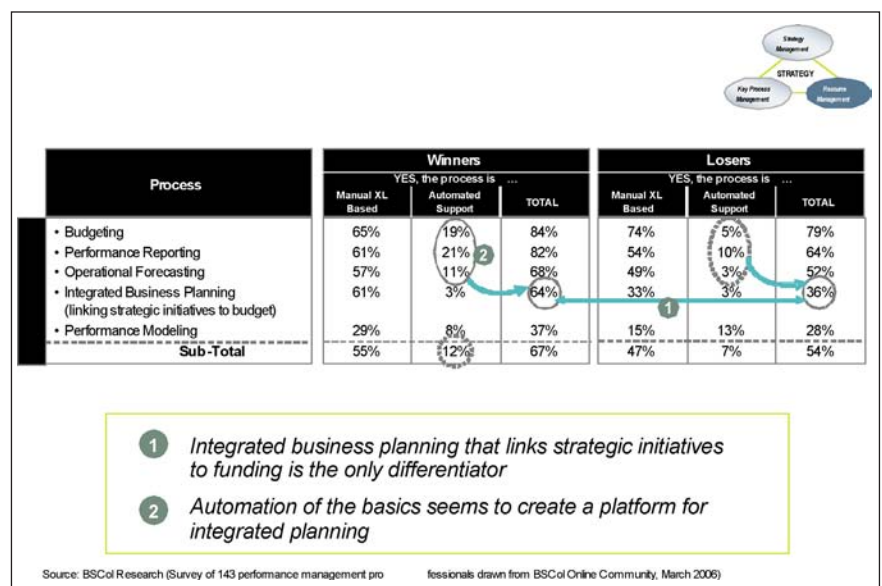 Strategy
Management
STRATEGY
Key Process
Management
Resource
Management
Process
Winners
Losers
YES, the process is ...
YES, the process is ...
Manual XL Based
Automated Support
TOTAL
Manual XL Based
Automated Support
TOTAL
• Budgeting 65% 19% 84% 74% 5% 79%
• Performance Reporting 61% 21% 82% 54% 10% 64%
2
• Operational Forecasting 57% 11% 68% 49% 3% 52%
• Integrated Business Planning 61% 3% 64% 33% 3% 36%
(linking strategic initiatives to budget)
1
• Performance Modeling 29% 8% 37% 15% 13% 28%
Sub-Total 55% 12% 67% 47% 7% 54%
1 Integrated business planning that links strategic initiatives
to funding is the only differentiator
2 Automation of the basics seems to create a platform for
integrated planning
Source: BSCol Research (Survey of 143 performance management pro fessionals drawn from BSCol Online Community, March 2006)